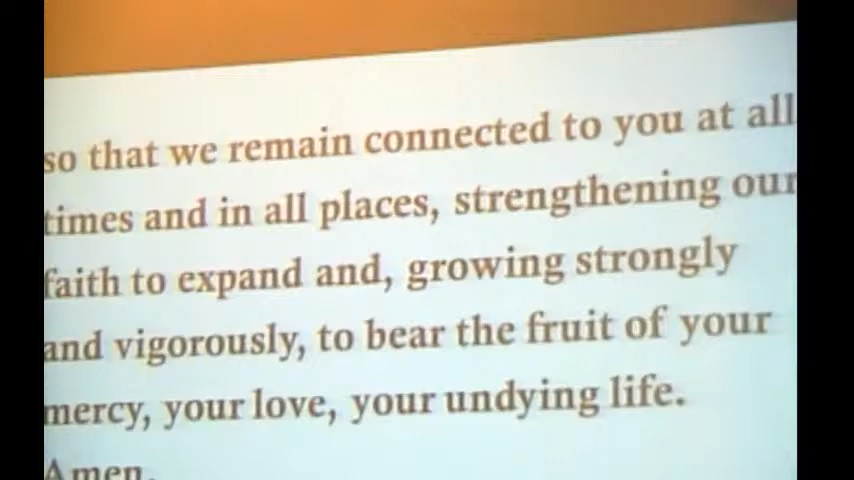 so that we remain connected to you at all
times and in all places, strengthening our
faith to expand and, growing strongly
and vigorously, to bear the fruit of your
mercy, your love, your undying life.
Amen.